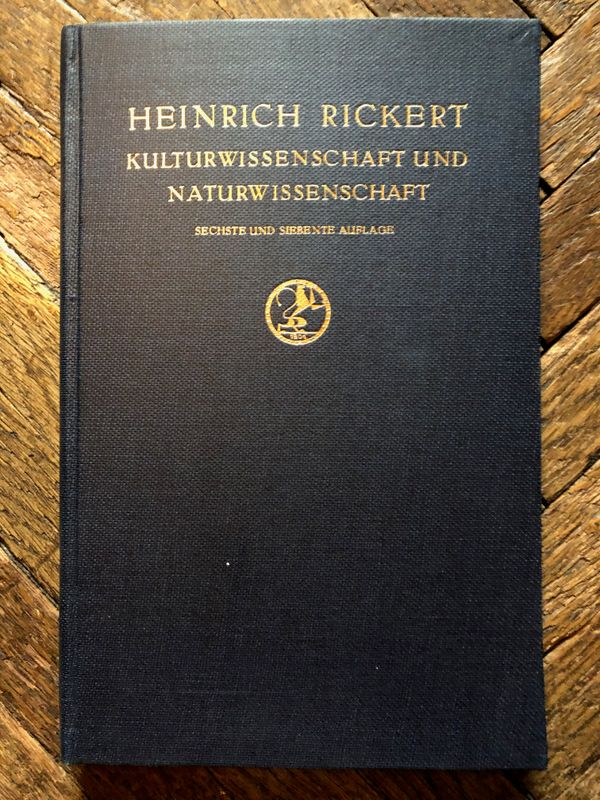 HEINRICH RICKERT
KULTURWISSENSCHAFT UND
NATURWISSENSCHAFT
SECHSTE UND SIEBENTE AUFLAGE